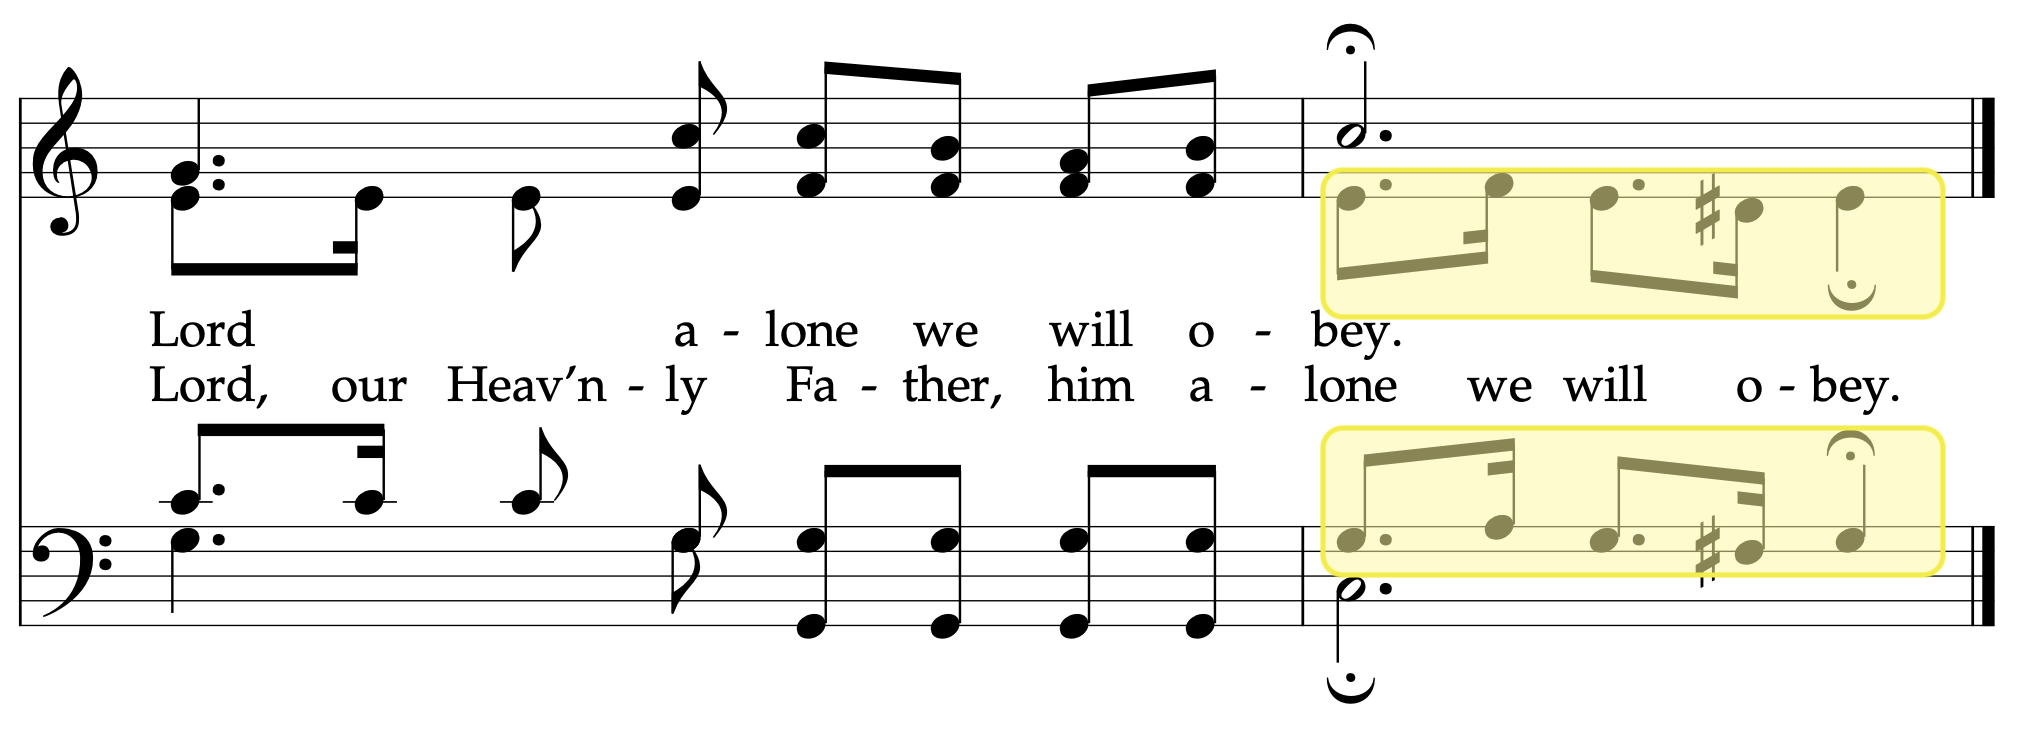 Lord a - lone we will o - bey.
Lord, our Heav’n - ly Fa - ther, him a - lone we will o - bey.